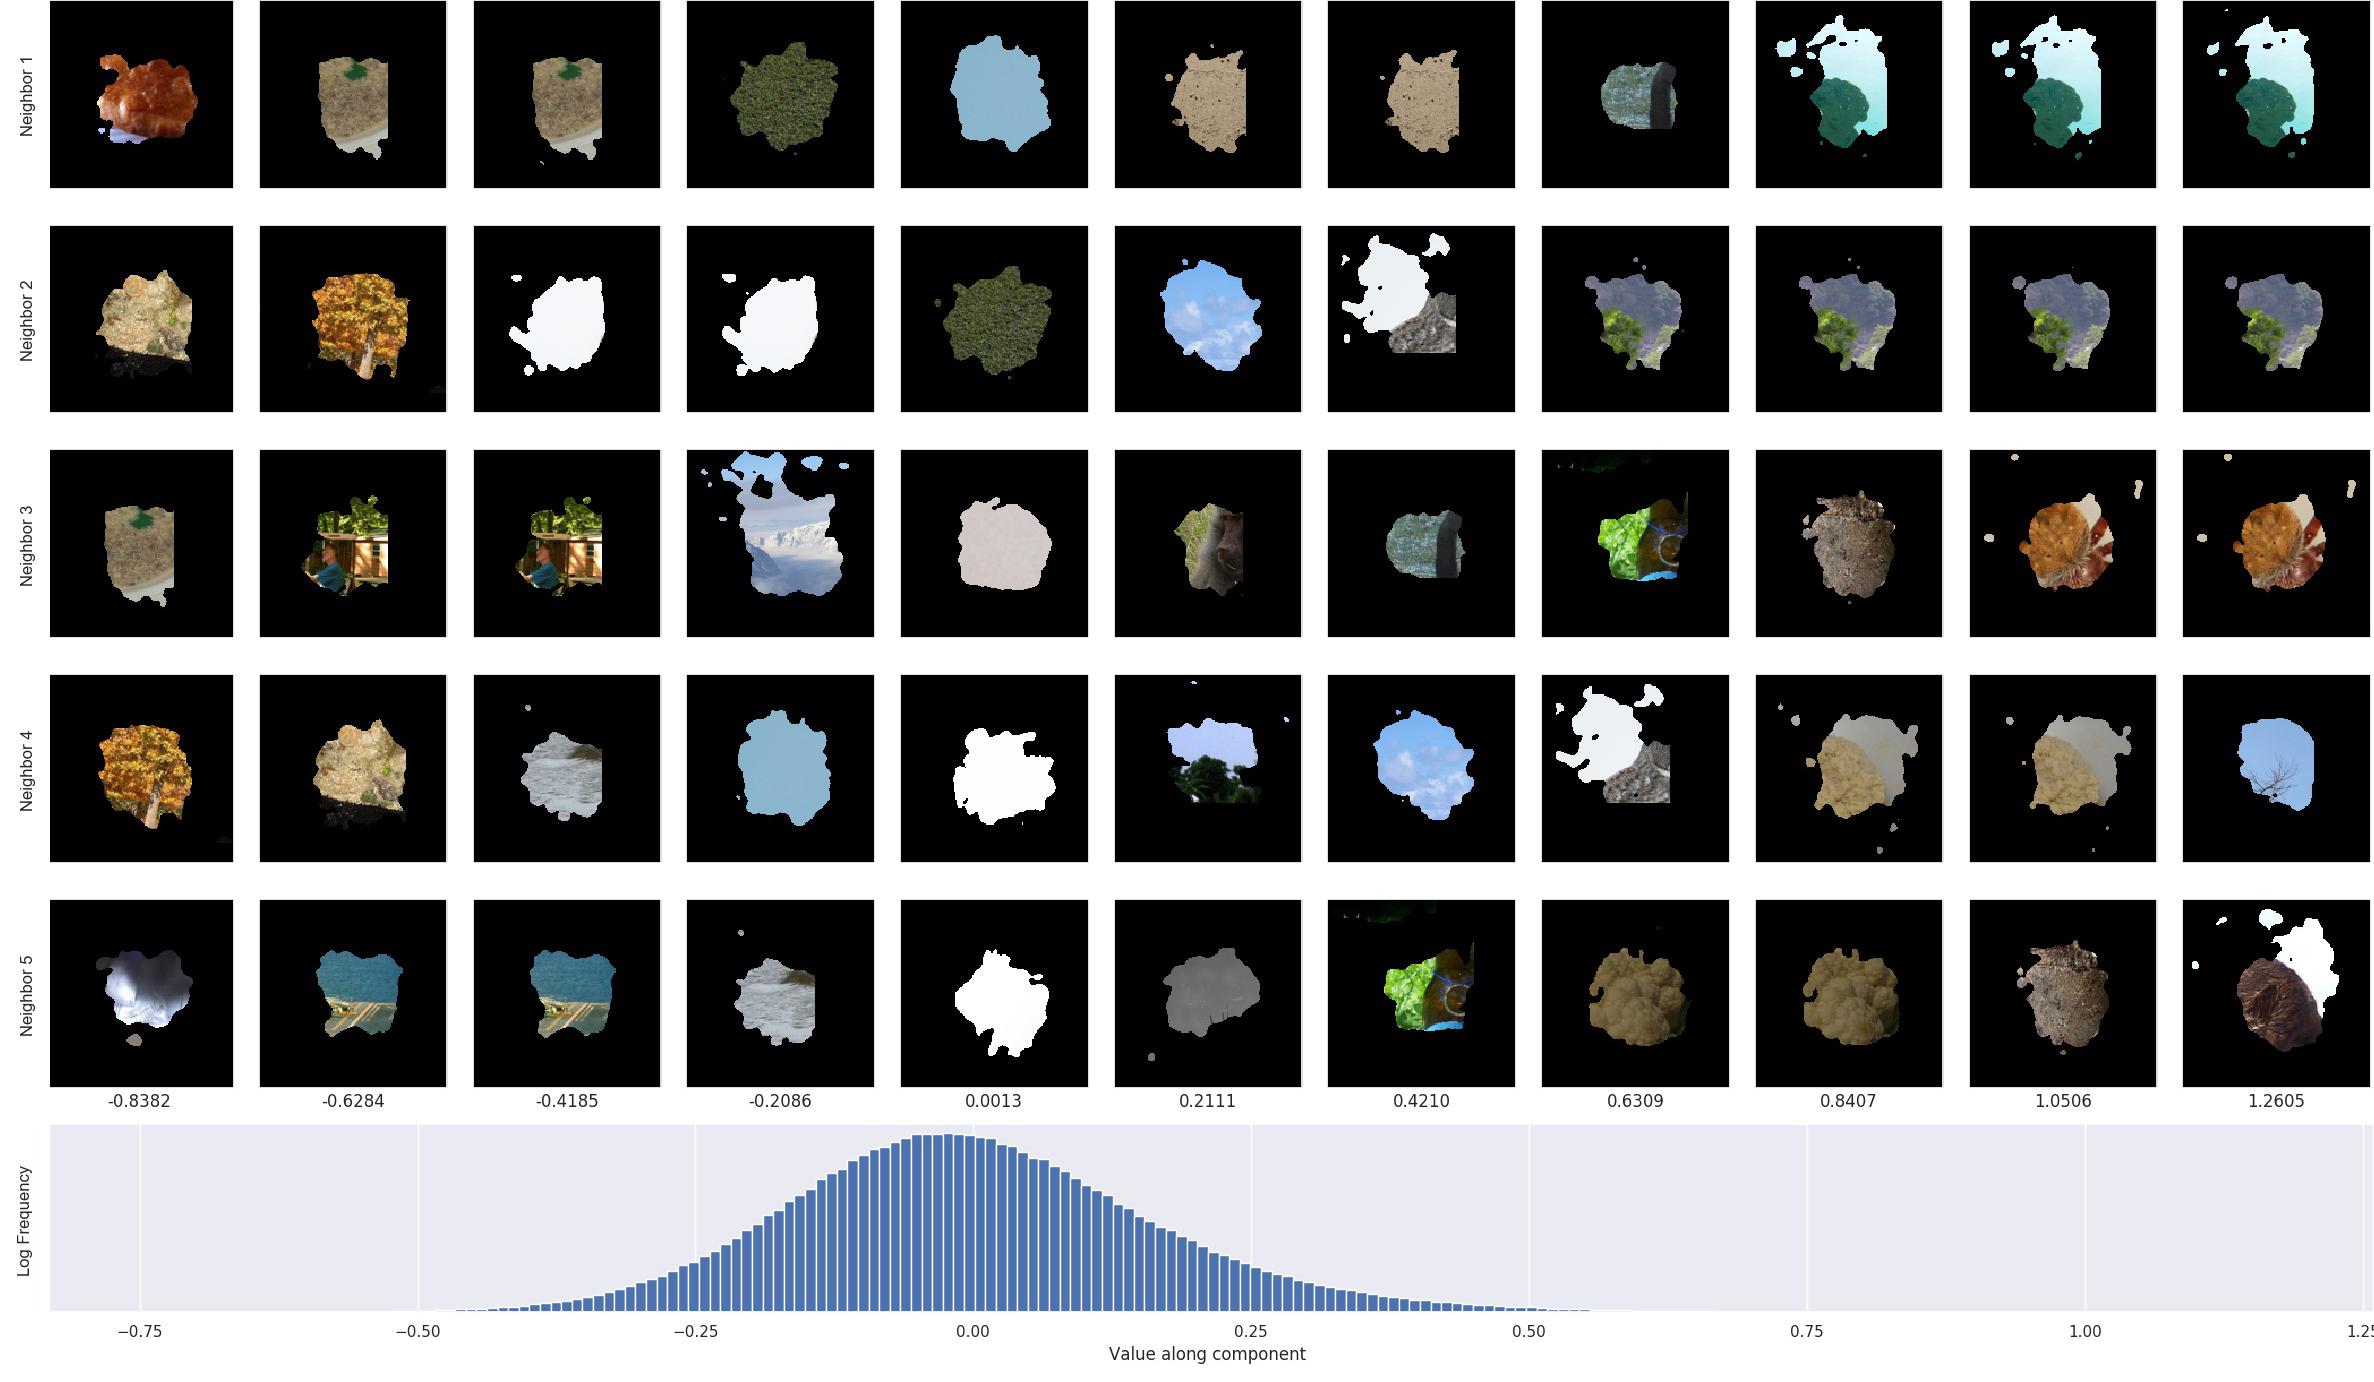 Neighbor 1
Neighbor 2
Neighbor 3
Neighbor 4
Neighbor 5
-0.8382 -0.6284 -0.4185 -0.2086 0.0013 0.2111 0.4210 0.6309 0.8407 1.0506 1.2605
Log Frequency
−0.75 −0.50 −0.25 0.00 0.25 0.50 0.75 1.00 1.25
Value along component